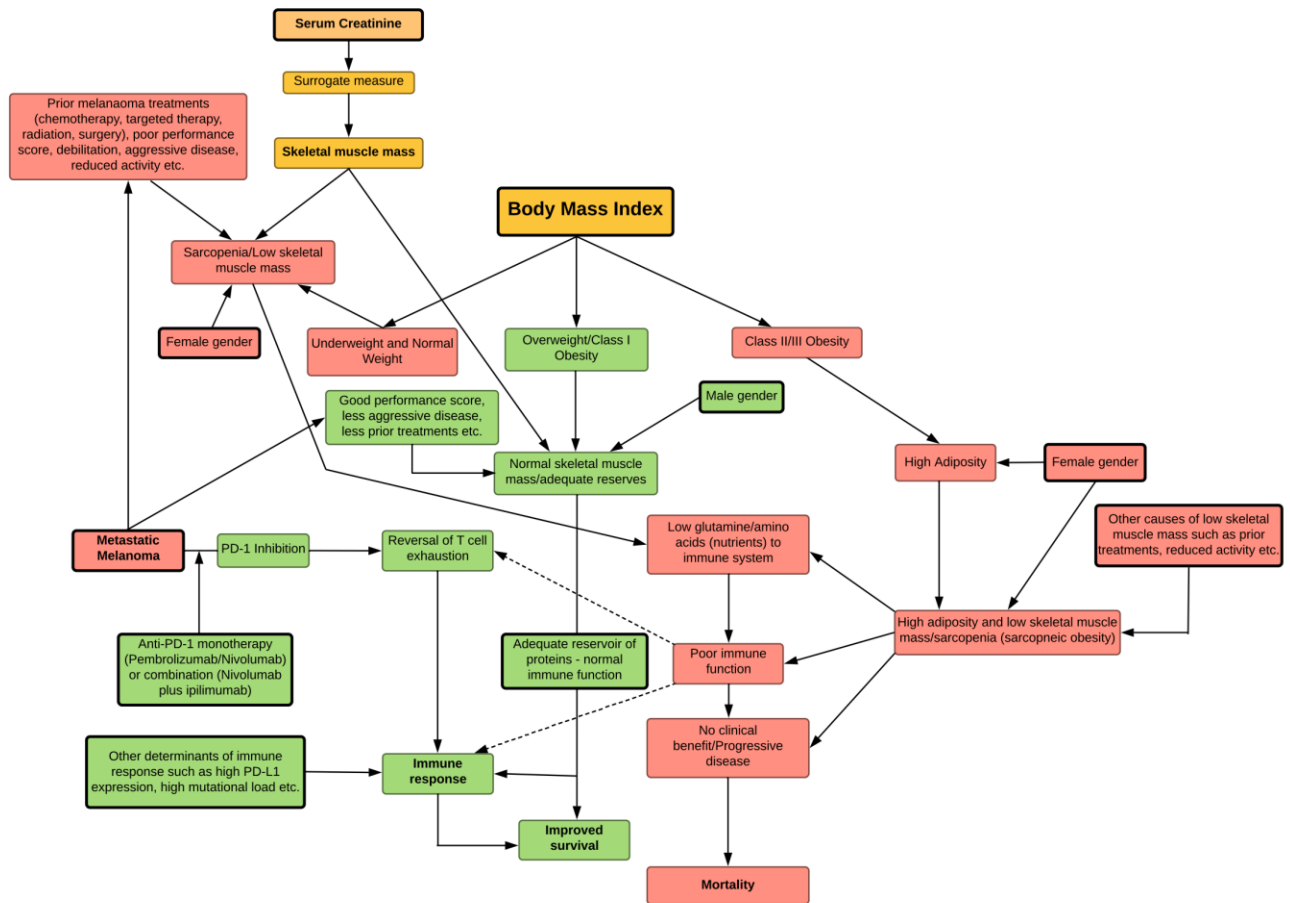 Serum Creatinine
Surrogate measure
Prior melanaoma treatments
(chemotherapy, targeted therapy,
radiation, surgery), poor performance
score, debilitation, aggressive disease,
reduced activity etc.
Skeletal muscle mass
Body Mass Index
Sarcopenia/Low skeletal
muscle mass
Female gender
Underweight and Normal
Weight
Overweight/Class I
Obesity
Class II/III Obesity
Male gender
Good performance score,
less aggressive disease,
less prior treatments etc.
Normal skeletal muscle
mass/adequate reserves
High Adiposity
Female gender
Metastatic
Melanoma
PD-1 Inhibition
Reversal of T cell
exhaustion
Low glutamine/amino
acids (nutrients) to
immune system
Other causes of low skeletal
muscle mass such as prior
treatments, reduced activity etc.
Anti-PD-1 monotherapy
(Pembrolizumab/Nivolumab)
or combination (Nivolumab
plus ipilimumab)
Adequate reservoir of
proteins - normal
immune function
Poor immune
function
High adiposity and low skeletal muscle
mass/sarcopenia (sarcopneic obesity)
Other determinants of immune
response such as high PD-L1
expression, high mutational load etc.
Immune
response
No clinical
benefit/Progressive
disease
Improved
survival
Mortality